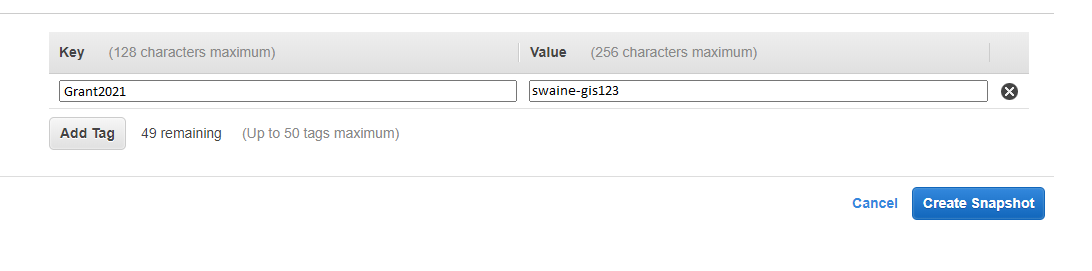 Key (128 characters maximum) Value (256 characters maximum)
Grant2021 swaine-gis123
Add Tag 49 remaining (Up to 50 tags maximum)
Cancel Create Snapshot